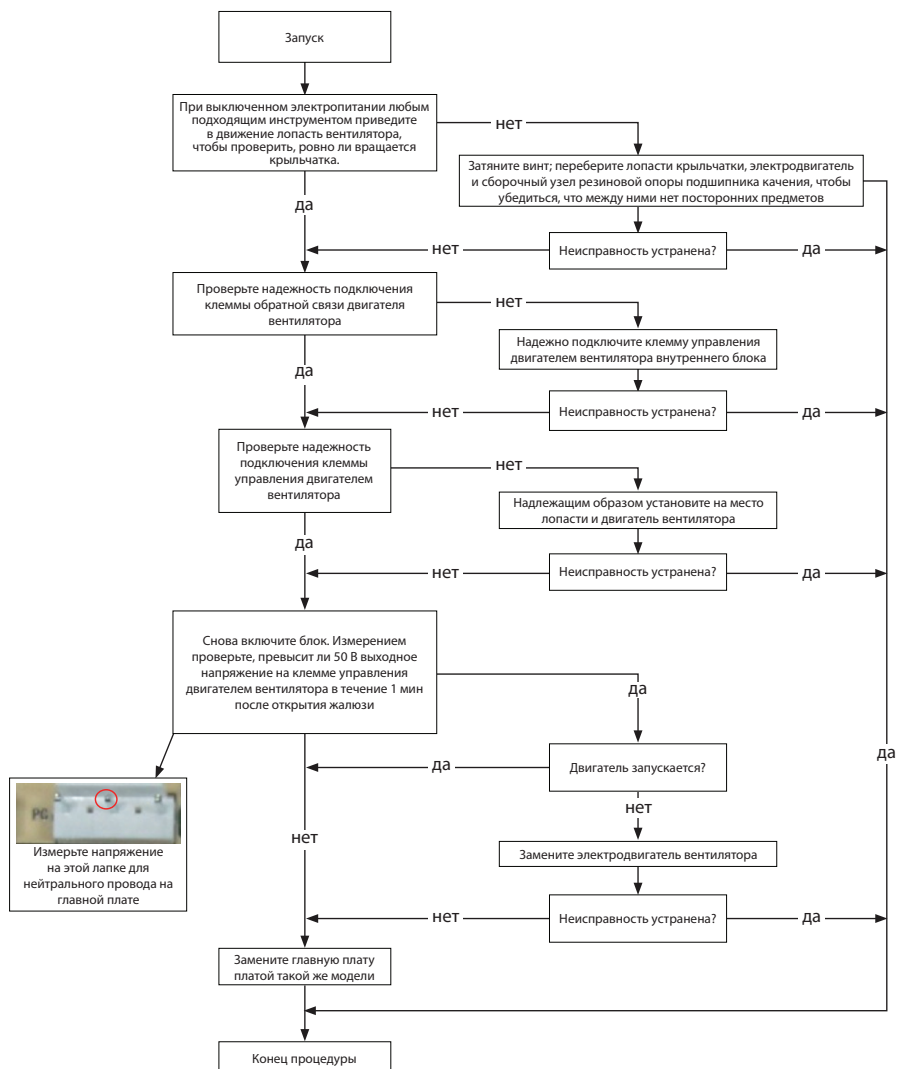 Запуск
При выключенном электропитании любым
подходящим инструментом приведите
в движение лопасть вентилятора,
чтобы проверить, ровно ли вращается
крыльчатка.
нет
Затяните винт; переберите лопасти крыльчатки, электродвигатель
и сборочный узел резиновой опоры подшипника качения, чтобы
убедиться, что между ними нет посторонних предметов
да
нет
Неисправность устранена?
да
Проверьте надежность подключения
клеммы обратной связи двигателя
вентилятора
нет
Надежно подключите клемму управления
двигателем вентилятора внутреннего блока
да
нет
Неисправность устранена?
да
Проверьте надежность
подключения клеммы
управления двигателем
вентилятора
нет
Надлежащим образом установите на место
лопасти и двигатель вентилятора
да
нет
Неисправность устранена?
да
Снова включите блок. Измерением
проверьте, превысит ли 50 В выходное
напряжение на клемме управления
двигателем вентилятора в течение 1 мин
после открытия жалюзи
да
да
да
Двигатель запускается?
PG
Измерьте напряжение
на этой лапке для
нейтрального провода на
главной плате
нет
нет
Замените электродвигатель вентилятора
нет
Неисправность устранена?
да
Замените главную плату
платой такой же модели
Конец процедуры